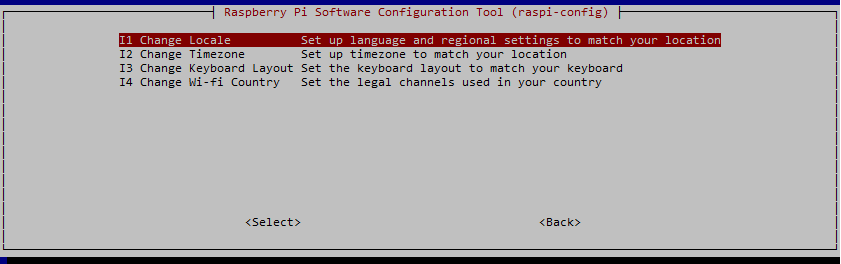 Raspberry Pi Software Configuration Tool (raspi-config)
I1 Change Locale Set up language and regional settings to match your location
I2 Change Timezone Set up timezone to match your location
I3 Change Keyboard Layout Set the keyboard layout to match your keyboard
I4 Change Wi-fi Country Set the legal channels used in your country
<Select> <Back>